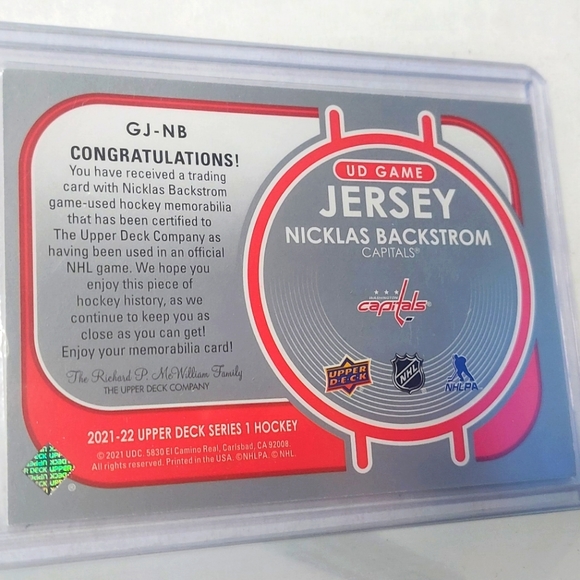 GJ-NB
CONGRATULATIONS!
You have received a trading
card with Nicklas Backstrom
game-used hockey memorabilia
that has been certified to
The Upper Deck Company as
having been used in an official
NHL game. We hope you
enjoy this piece of
hockey history, as we
continue to keep you as
close as you can get!
Enjoy your memorabilia card!
The Richard P. McWilliam Family
THE UPPER DECK COMPANY
2021-22 UPPER DECK SERIES 1 HOCKEY
© 2021 UDC. 5830 El Camino Real, Carlsbad, CA 92008.
All rights reserved. Printed in the USA. ©NHLPA. © NHL.
UD GAME
JERSEY
NICKLAS BACKSTROM
CAPITALS®
WASHINGTON
capitals
UPPER
DECK
NHL
NHLPA
UPPER DECK